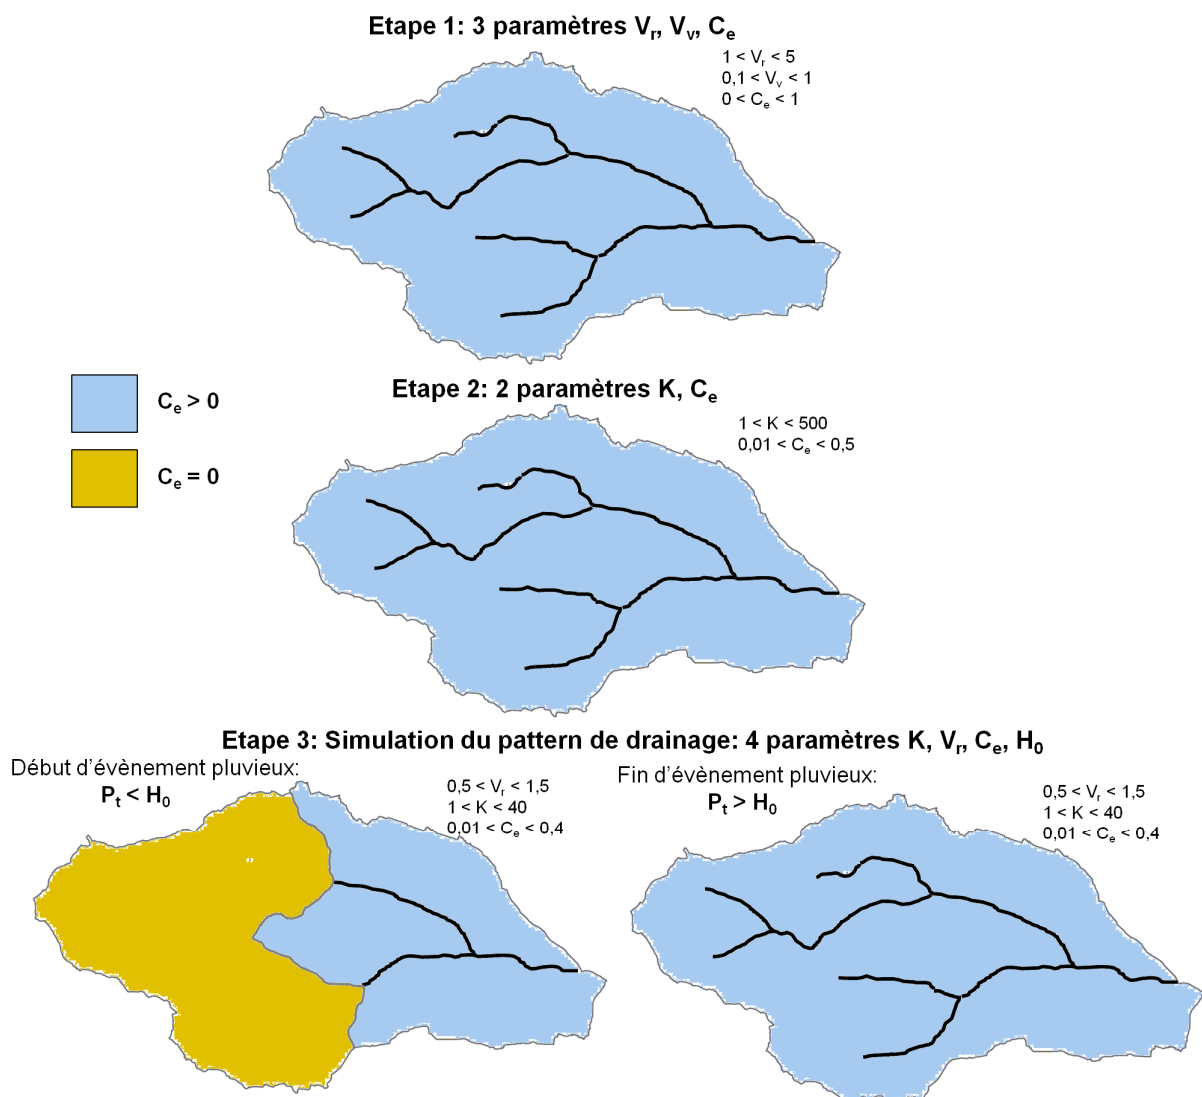 Etape 1: 3 paramètres Vr, Vv, Ce
1 < Vr < 5
0,1 < Vv < 1
0 < Ce < 1
Ce > 0
Ce = 0
Etape 2: 2 paramètres K, Ce
1 < K < 500
0,01 < Ce < 0,5
Etape 3: Simulation du pattern de drainage: 4 paramètres K, Vr, Ce, H0
Début d'évènement pluvieux:
Pt < H0
0,5 < Vr < 1,5
1 < K < 40
0,01 < Ce < 0,4
Fin d'évènement pluvieux:
Pt > H0
0,5 < Vr < 1,5
1 < K < 40
0,01 < Ce < 0,4